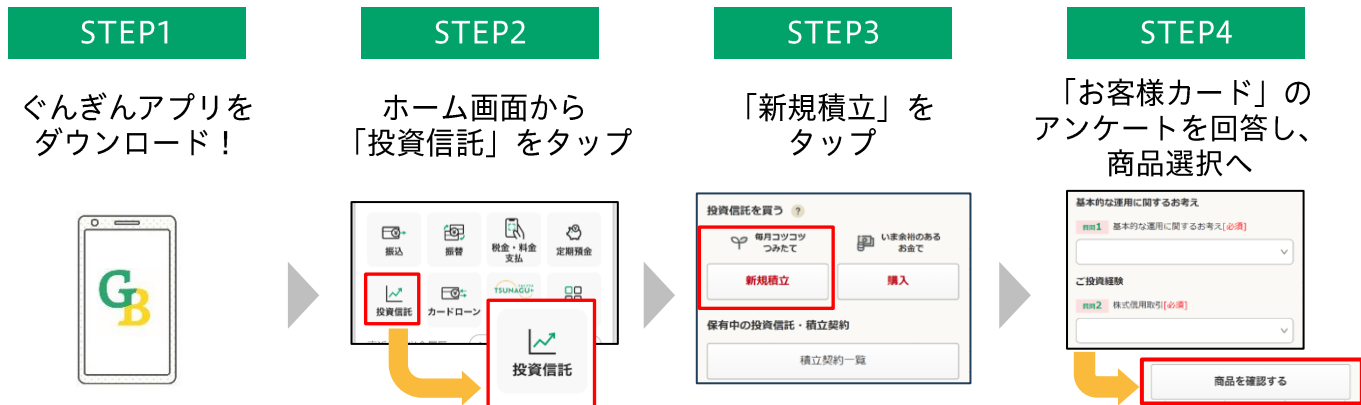 STEP1
ぐんぎんアプリを
ダウンロード！
GB
STEP2
ホーム画面から
「投資信託」をタップ
振込
振替
税金・料金
支払
定期預金
投資信託
カードローン
TSUNAGU+
投資信託
STEP3
「新規積立」を
タップ
投資信託を買う ?
毎月コツコツ
つみたて
いま余裕のある
お金で
新規積立
購入
保有中の投資信託・積立契約
積立契約一覧
STEP4
「お客様カード」の
アンケートを回答し、
商品選択へ
基本的な運用に関するお考え
質問1 基本的な運用に関するお考え[必須]
ご投資経験
質問2 株式信用取引[必須]
商品を確認する